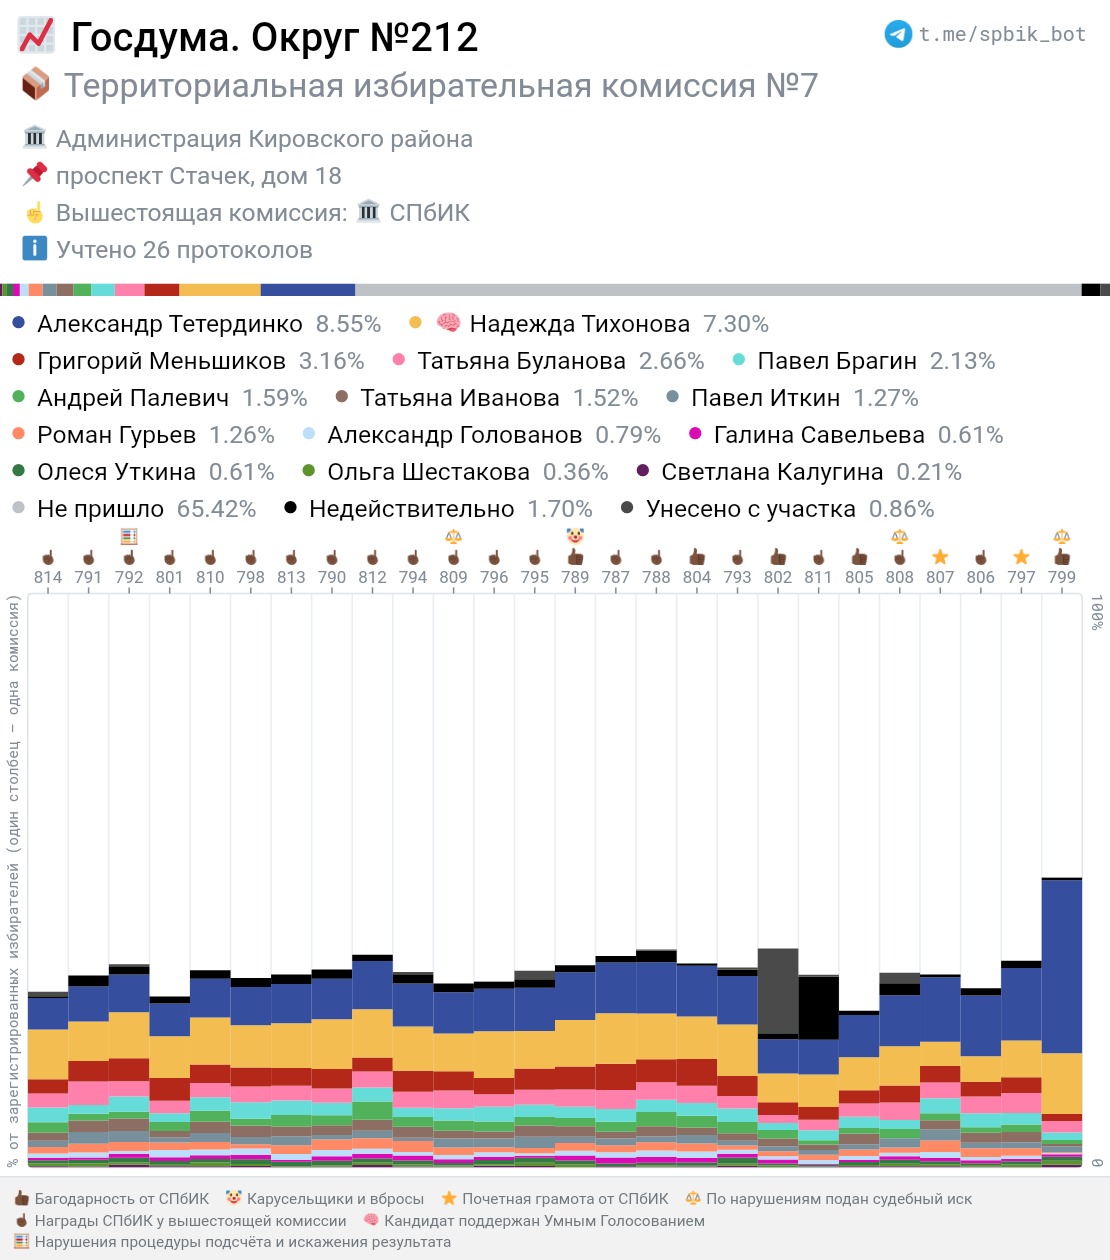 Госдума. Округ №212
t.me/spbik_bot
Территориальная избирательная комиссия №7
Администрация Кировского района
проспект Стачек, дом 18
Вышестоящая комиссия: СПбИК
Учтено 26 протоколов
Александр Тетердинко 8.55% Надежда Тихонова 7.30%
Григорий Меньшиков 3.16% Татьяна Буланова 2.66% Павел Брагин 2.13%
Андрей Палевич 1.59% Татьяна Иванова 1.52% Павел Иткин 1.27%
Роман Гурьев 1.26% Александр Голованов 0.79% Галина Савельева 0.61%
Олеся Уткина 0.61% Ольга Шестакова 0.36% Светлана Калугина 0.21%
Не пришло 65.42% Недействительно 1.70% Унесено с участка 0.86%
814 791 792 801 810 798 813 790 812 794 809 796 795 789 787 788 804 793 802 811 805 808 807 806 797 799
% от зарегистрированных избирателей (один столбец – одна комиссия)
100%
0
Багодарность от СПбИК Карусельщики и вбросы Почетная грамота от СПбИК По нарушениям подан судебный иск
Награды СПбИК у вышестоящей комиссии Кандидат поддержан Умным Голосованием
Нарушения процедуры подсчёта и искажения результата